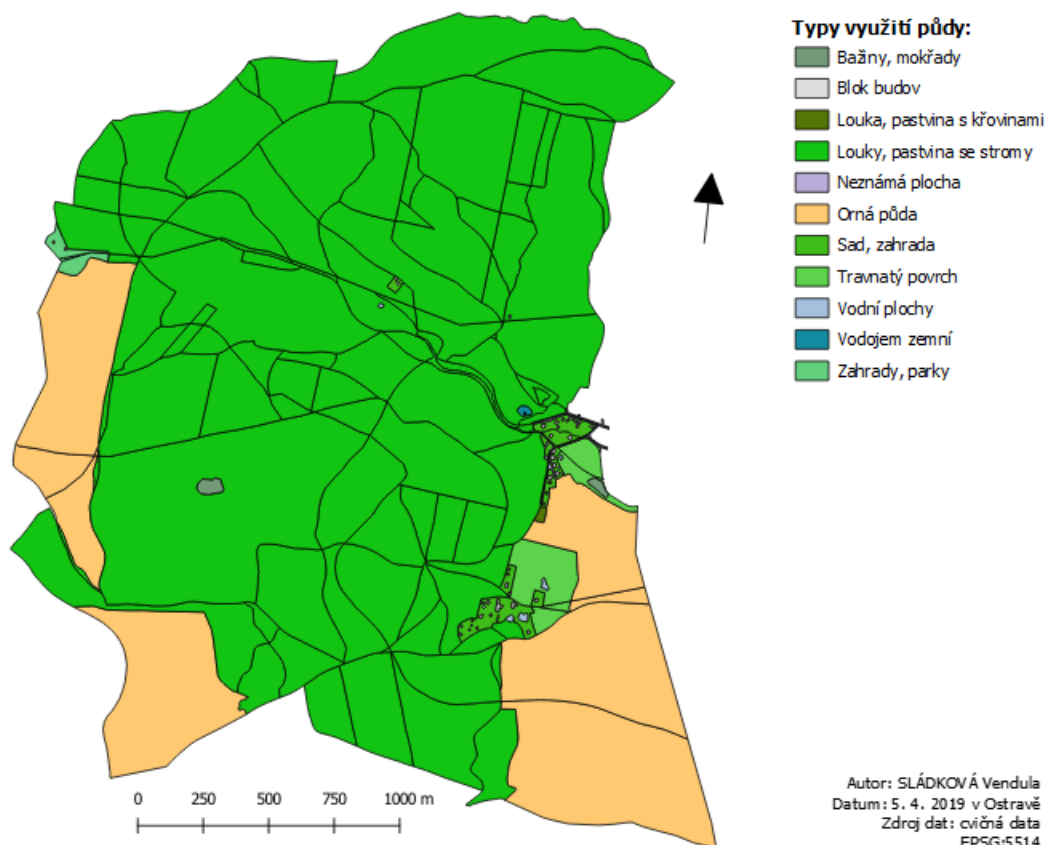 Typy využití půdy:
Bažiny, mokřady
Blok budov
Louka, pastvina s křovinami
Louky, pastvina se stromy
Neznámá plocha
Orná půda
Sad, zahrada
Travnatý povrch
Vodní plochy
Vodojem zemní
Zahrady, parky
0 250 500 750 1000 m
Autor: SLÁDKOVÁ Vendula
Datum: 5. 4. 2019 v Ostravě
Zdroj dat: cvičná data
EPSG:5514